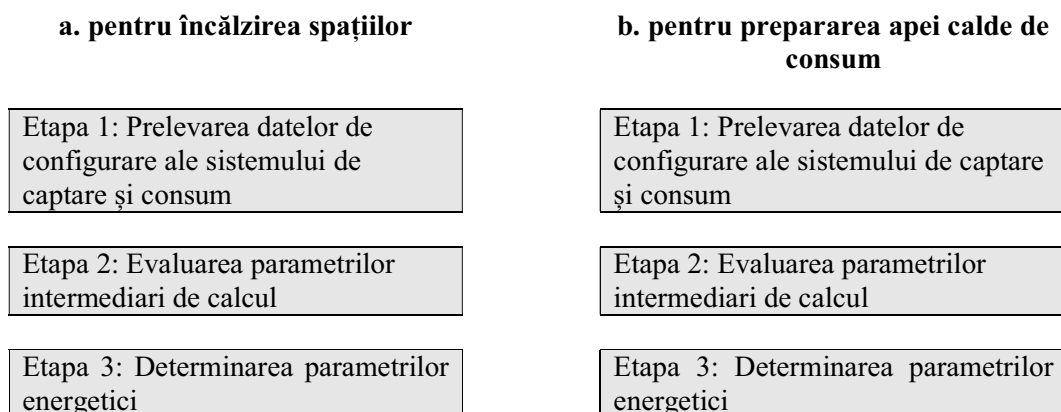 a. pentru încălzirea spațiilor
Etapa 1: Prelevarea datelor de
configurare ale sistemului de
captare și consum
Etapa 2: Evaluarea parametrilor
intermediari de calcul
Etapa 3: Determinarea parametrilor
energetici
b. pentru prepararea apei calde de
consum
Etapa 1: Prelevarea datelor de
configurare ale sistemului de captare
și consum
Etapa 2: Evaluarea parametrilor
intermediari de calcul
Etapa 3: Determinarea parametrilor
energetici